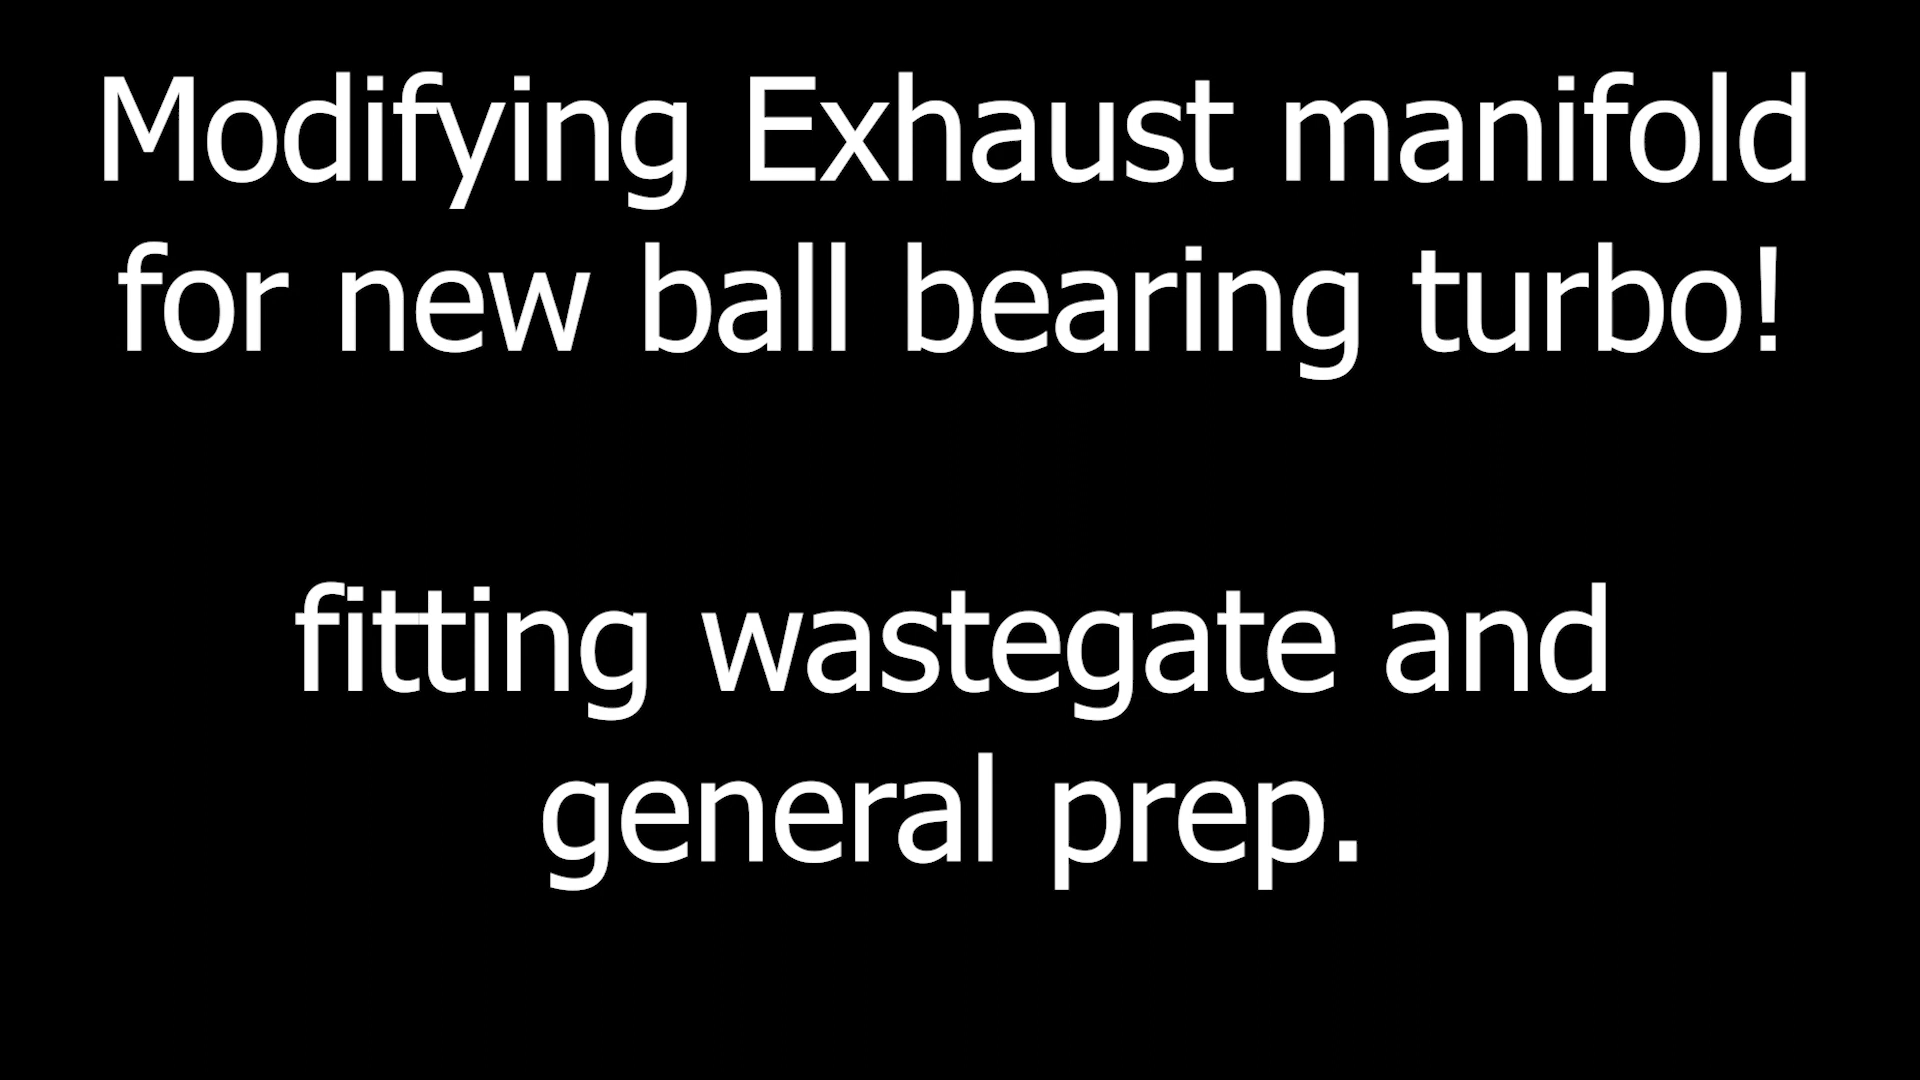 Modifying Exhaust manifold
for new ball bearing turbo!
fitting wastegate and
general prep.